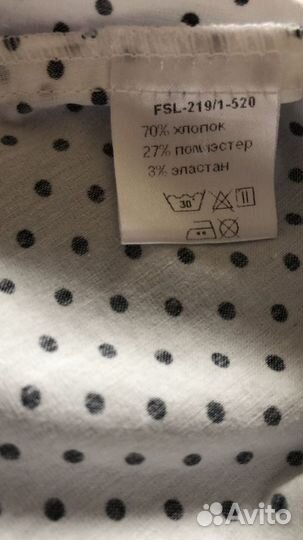 FSL-219/1-520
70% хлопок
27% полиэстер
3% эластан
30°
Avito